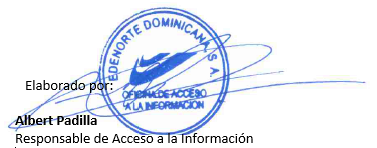 EDENORTE DOMINICANA, S. A.
Elaborado por:
OFICINA DE ACCESO
A LA INFORMACION
Albert Padilla
Responsable de Acceso a la Información